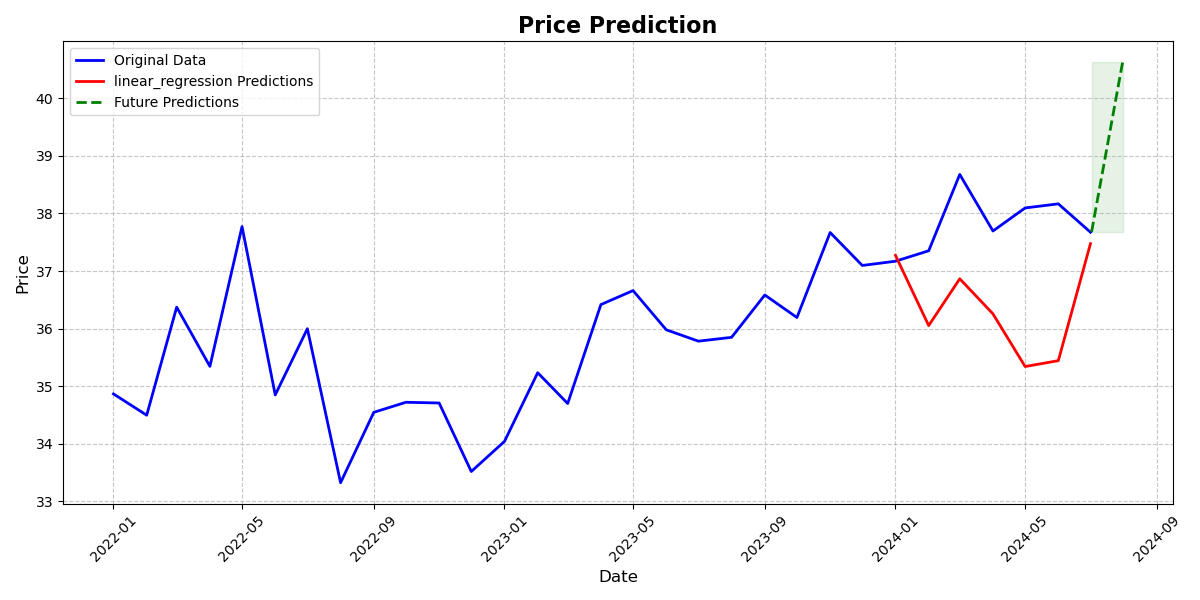 Price Prediction
Original Data
linear_regression Predictions
Future Predictions
Price
40
39
38
37
36
35
34
33
2022-01
2022-05
2022-09
2023-01
2023-05
2023-09
2024-01
2024-05
2024-09
Date